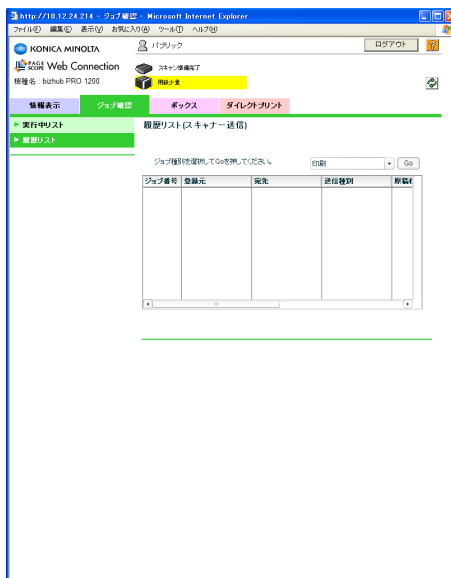 http://10.12.24.214 - ジョブ確認 - Microsoft Internet Explorer
ファイル(F) 編集(E) 表示(V) お気に入り(A) ツール(T) ヘルプ(H)
KONICA MINOLTA
パブリック
ログアウト
?
PAGE SCOPE Web Connection
スキャン準備完了
機種名 : bizhub PRO 1200
用紙少量
情報表示 ジョブ確認 ボックス ダイレクトプリント
実行中リスト
履歴リスト(スキャナー送信)
履歴リスト
ジョブ種別を選択してGoを押してください。
印刷
Go
ジョブ番号 登録元 宛先 送信種別 原稿枚